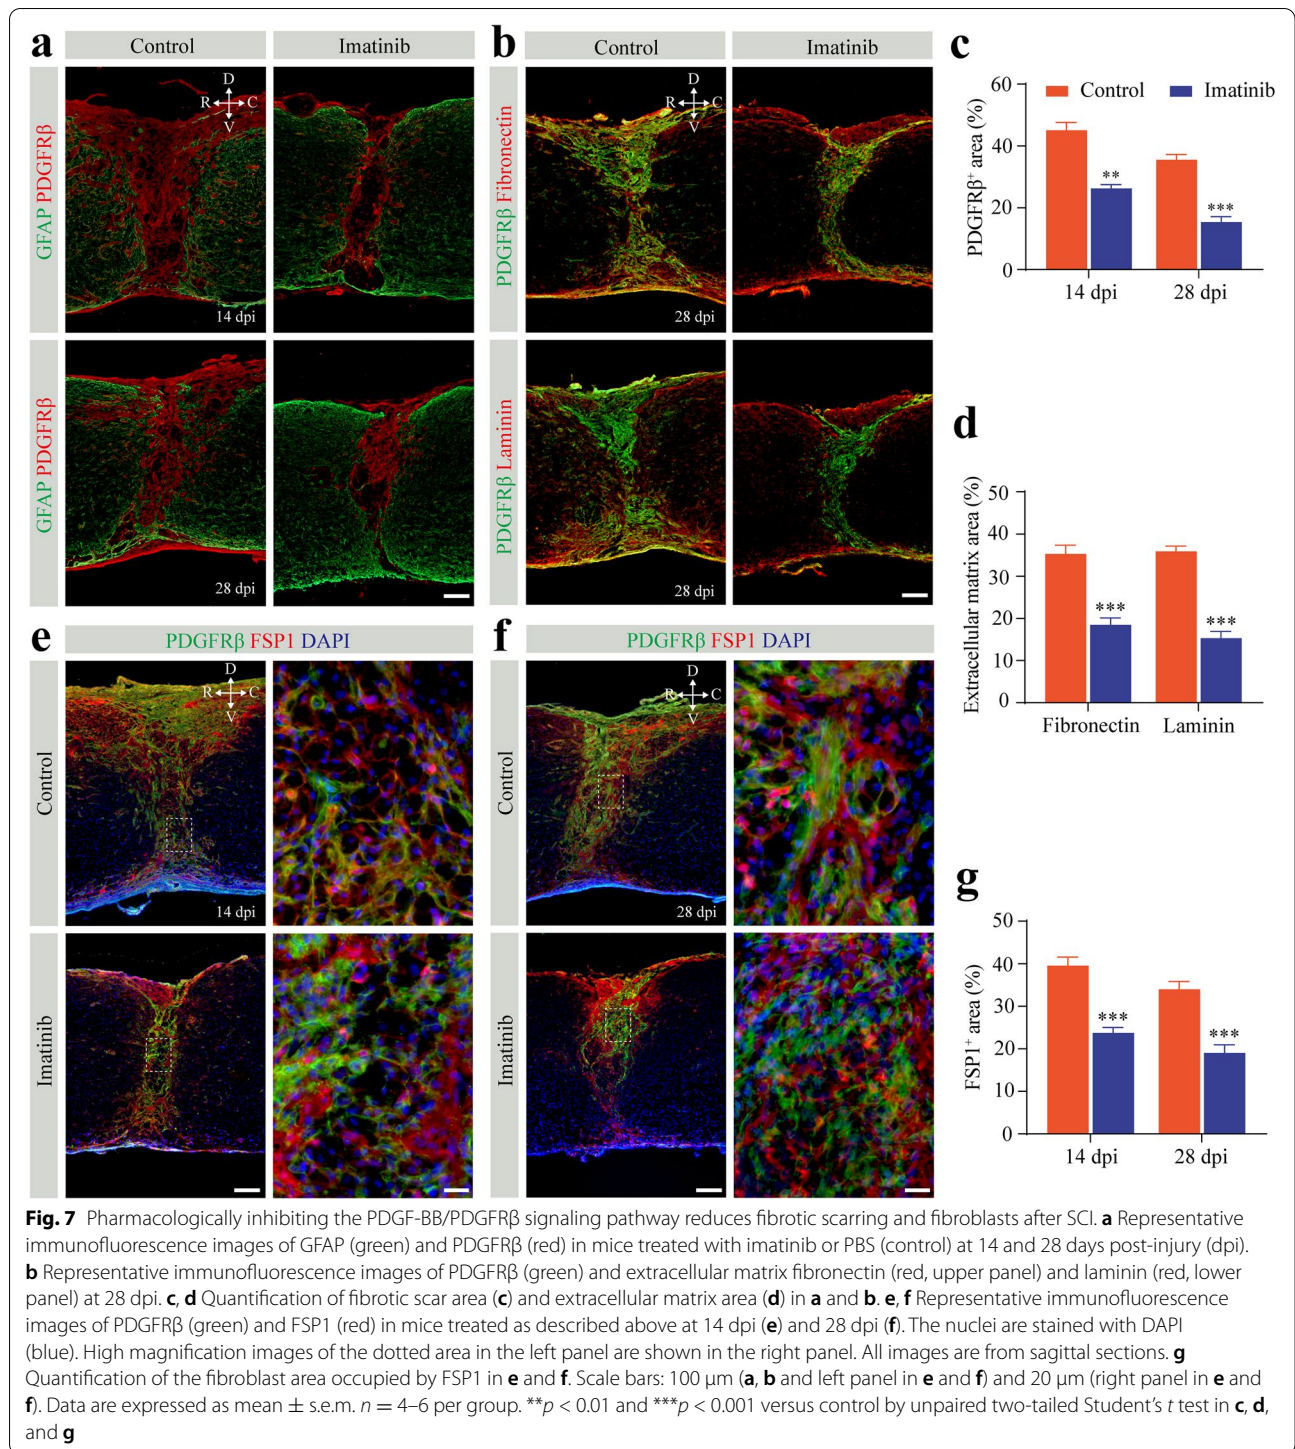 a
Control
Imatinib
GFAP PDGFRβ
D
R C
V
14 dpi
GFAP PDGFRβ
28 dpi
b
Control
Imatinib
PDGFRβ Fibronectin
D
R C
V
28 dpi
PDGFRβ Laminin
28 dpi
c
PDGFRβ+ area (%)
60
40
20
0
Control
Imatinib
**
***
14 dpi
28 dpi
d
Extracellular matrix area (%)
50
40
30
20
10
0
***
***
Fibronectin
Laminin
e
PDGFRβ FSP1 DAPI
Control
D
R C
V
14 dpi
Imatinib
f
PDGFRβ FSP1 DAPI
Control
D
R C
V
28 dpi
Imatinib
g
FSP1+ area (%)
50
40
30
20
10
0
***
***
14 dpi
28 dpi
Fig. 7 Pharmacologically inhibiting the PDGF-BB/PDGFRβ signaling pathway reduces fibrotic scarring and fibroblasts after SCI. a Representative
immunofluorescence images of GFAP (green) and PDGFRβ (red) in mice treated with imatinib or PBS (control) at 14 and 28 days post-injury (dpi).
b Representative immunofluorescence images of PDGFRβ (green) and extracellular matrix fibronectin (red, upper panel) and laminin (red, lower
panel) at 28 dpi. c, d Quantification of fibrotic scar area (c) and extracellular matrix area (d) in a and b. e, f Representative immunofluorescence
images of PDGFRβ (green) and FSP1 (red) in mice treated as described above at 14 dpi (e) and 28 dpi (f). The nuclei are stained with DAPI
(blue). High magnification images of the dotted area in the left panel are shown in the right panel. All images are from sagittal sections. g
Quantification of the fibroblast area occupied by FSP1 in e and f. Scale bars: 100 μm (a, b and left panel in e and f) and 20 μm (right panel in e and
f). Data are expressed as mean ± s.e.m. n = 4–6 per group. **p < 0.01 and ***p < 0.001 versus control by unpaired two-tailed Student's t test in c, d,
and g